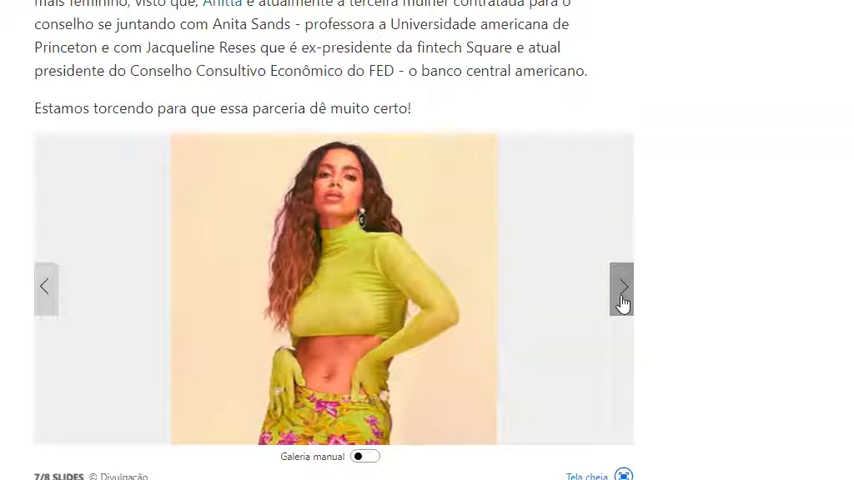 mais feminino, visto que, Anitta é atualmente a terceira mulher contratada para o
conselho se juntando com Anita Sands - professora a Universidade americana de
Princeton e com Jacqueline Reses que é ex-presidente da fintech Square e atual
presidente do Conselho Consultivo Econômico do FED - o banco central americano.
Estamos torcendo para que essa parceria dê muito certo!
Galeria manual
7/8 SLIDES © Divulgação
Tela cheia